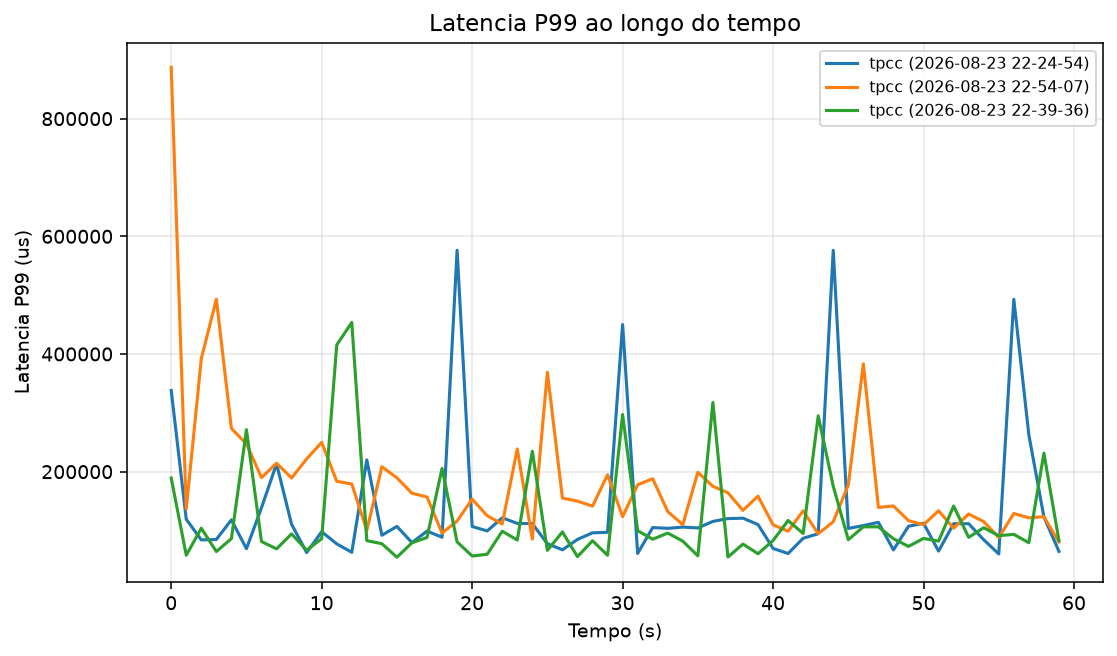 Latencia P99 ao longo do tempo
tpcc (2026-08-23 22-24-54)
tpcc (2026-08-23 22-54-07)
tpcc (2026-08-23 22-39-36)
Latencia P99 (us)
800000
600000
400000
200000
0 10 20 30 40 50 60
Tempo (s)